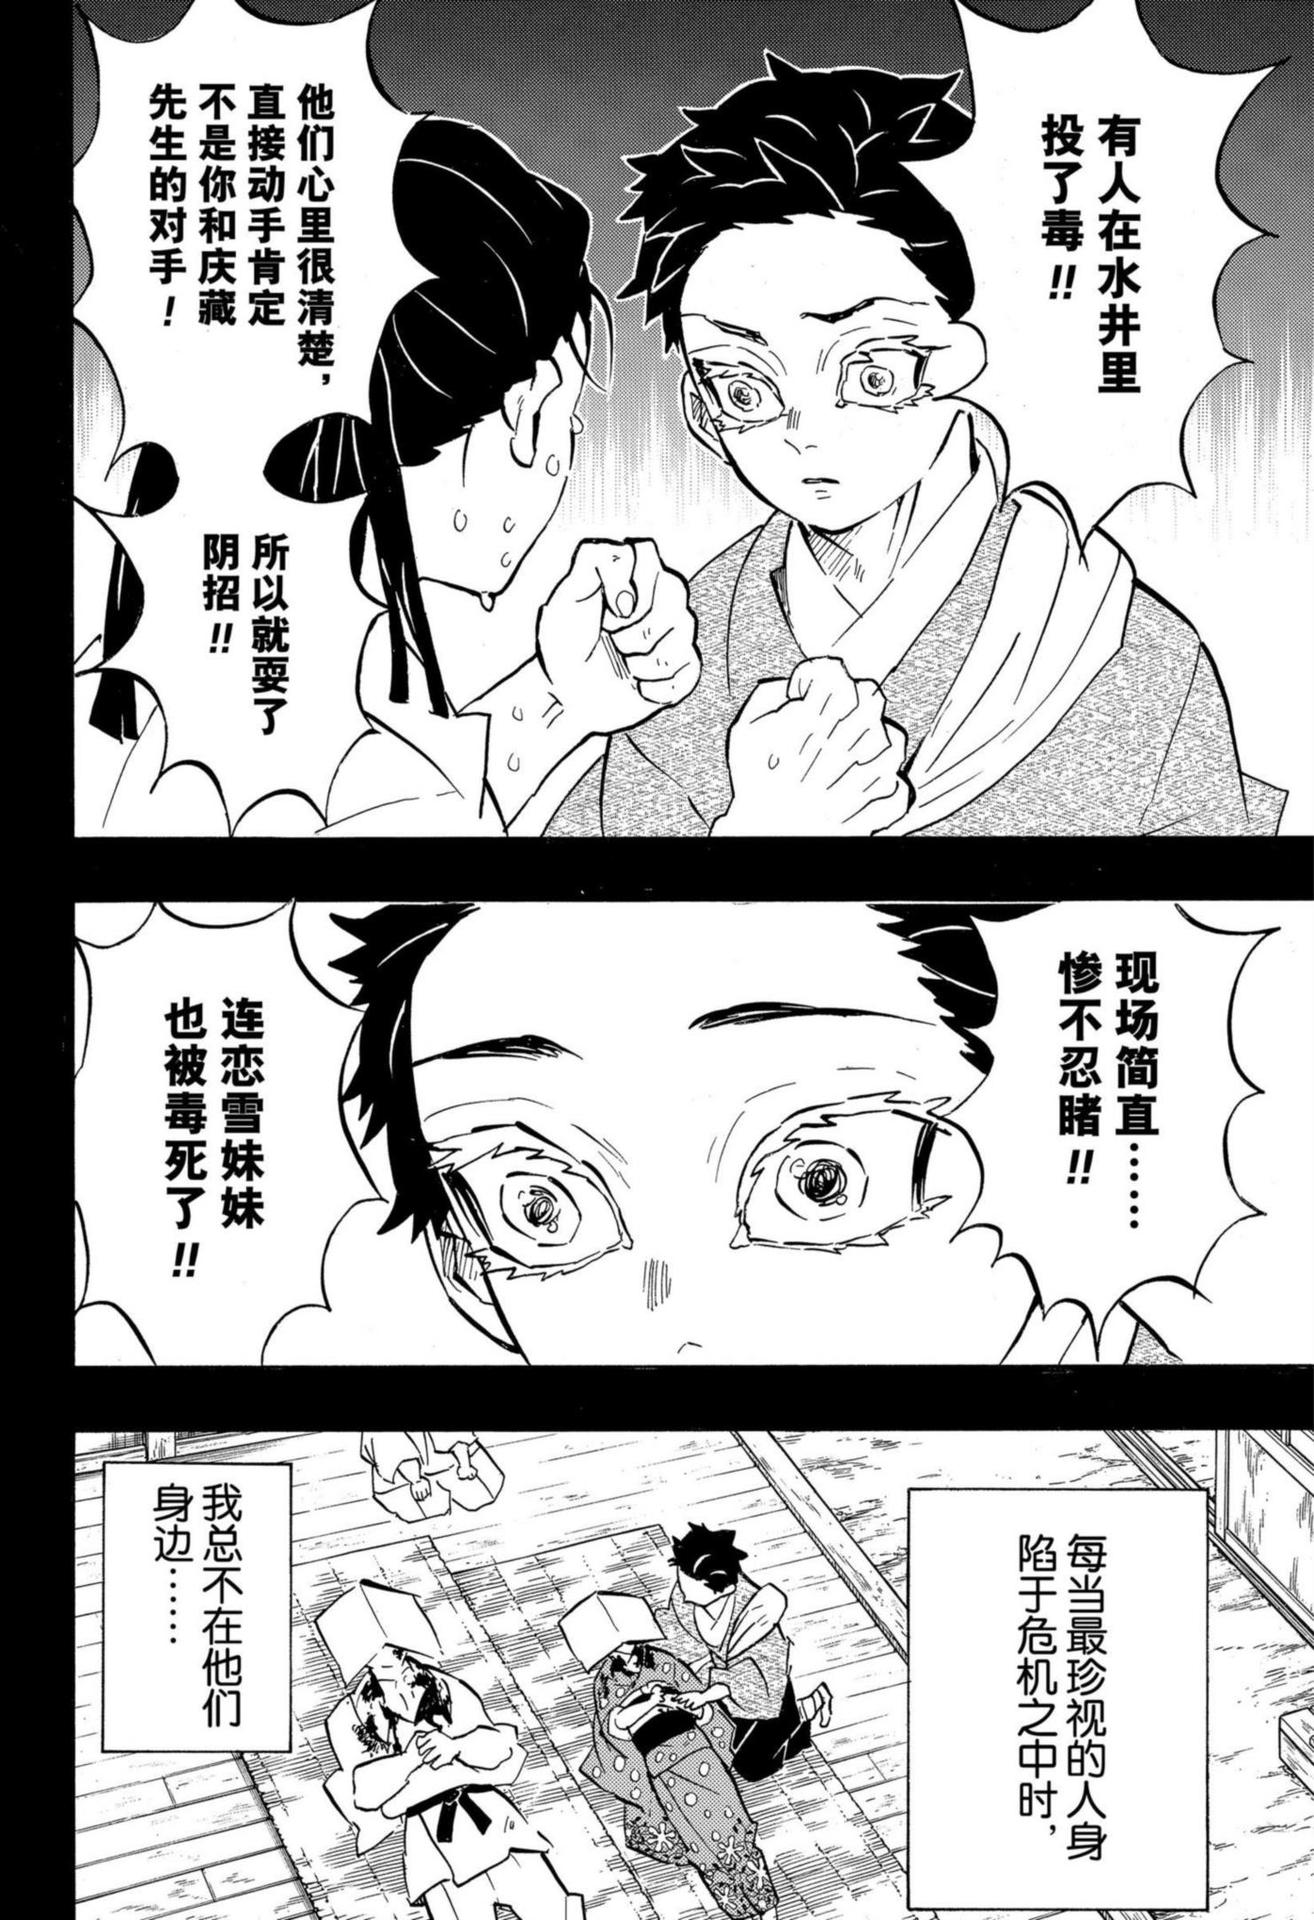 有人在水井里
投了毒!!
他们心里很清楚，
直接动手肯定
不是你和庆藏
先生的对手！
所以就耍了
阴招!!
现场简直……
惨不忍睹!!
连恋雪妹妹
也被毒死了!!
每当最珍视的人身
陷于危机之中时，
我总不在他们
身边……